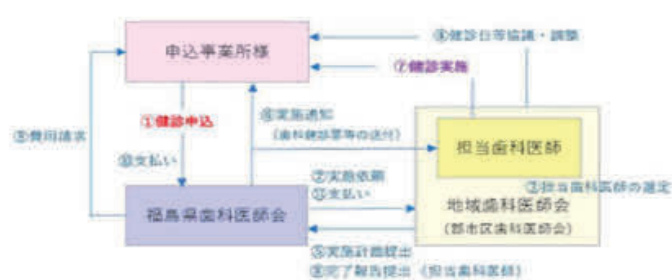 申込事業所様
④健診日等協議・調整
⑦健診実施
①健診申込
⑥実施通知
(歯科健診票等の送付)
⑨費用請求
⑩支払い
担当歯科医師
②実施依頼
⑪支払い
③担当歯科医師の選定
福島県歯科医師会
地域歯科医師会
(郡市区歯科医師会)
⑤実施計画提出
⑧完了報告提出(担当歯科医師)